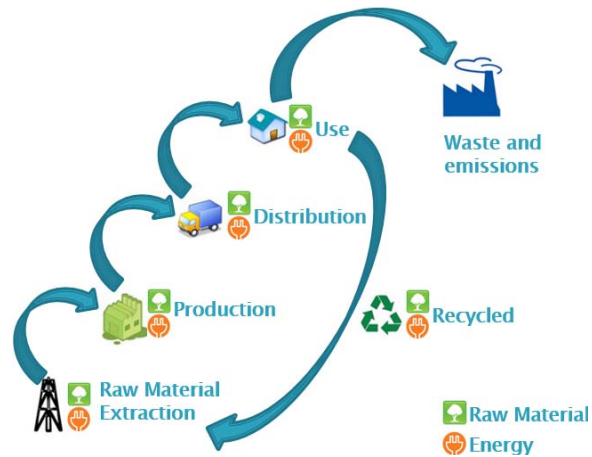 Use
Waste and
emissions
Distribution
Production
Recycled
Raw Material
Extraction
Raw Material
Energy